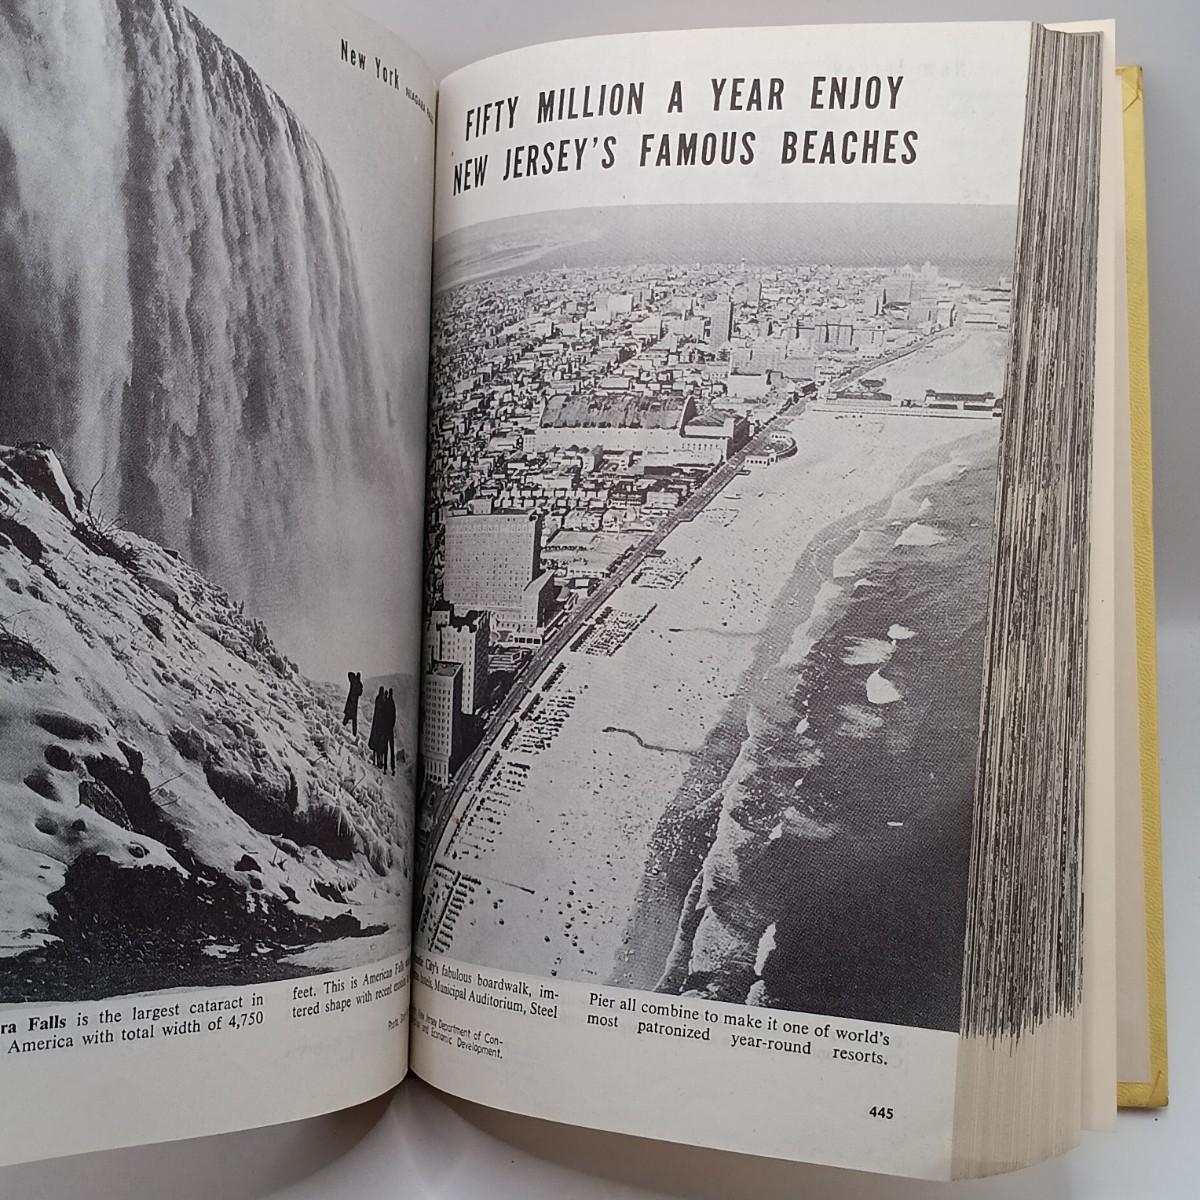 New York
FIFTY MILLION A YEAR ENJOY
NEW JERSEY'S FAMOUS BEACHES
ra Falls is the largest cataract in
America with total width of 4,750
feet. This is American Falls
tered shape with recent
City's fabulous boardwalk, im-
hotels, Municipal Auditorium, Steel
Pier all combine to make it one of world's
most patronized year-round resorts.
New Jersey Department of Con-
and Economic Development.
445